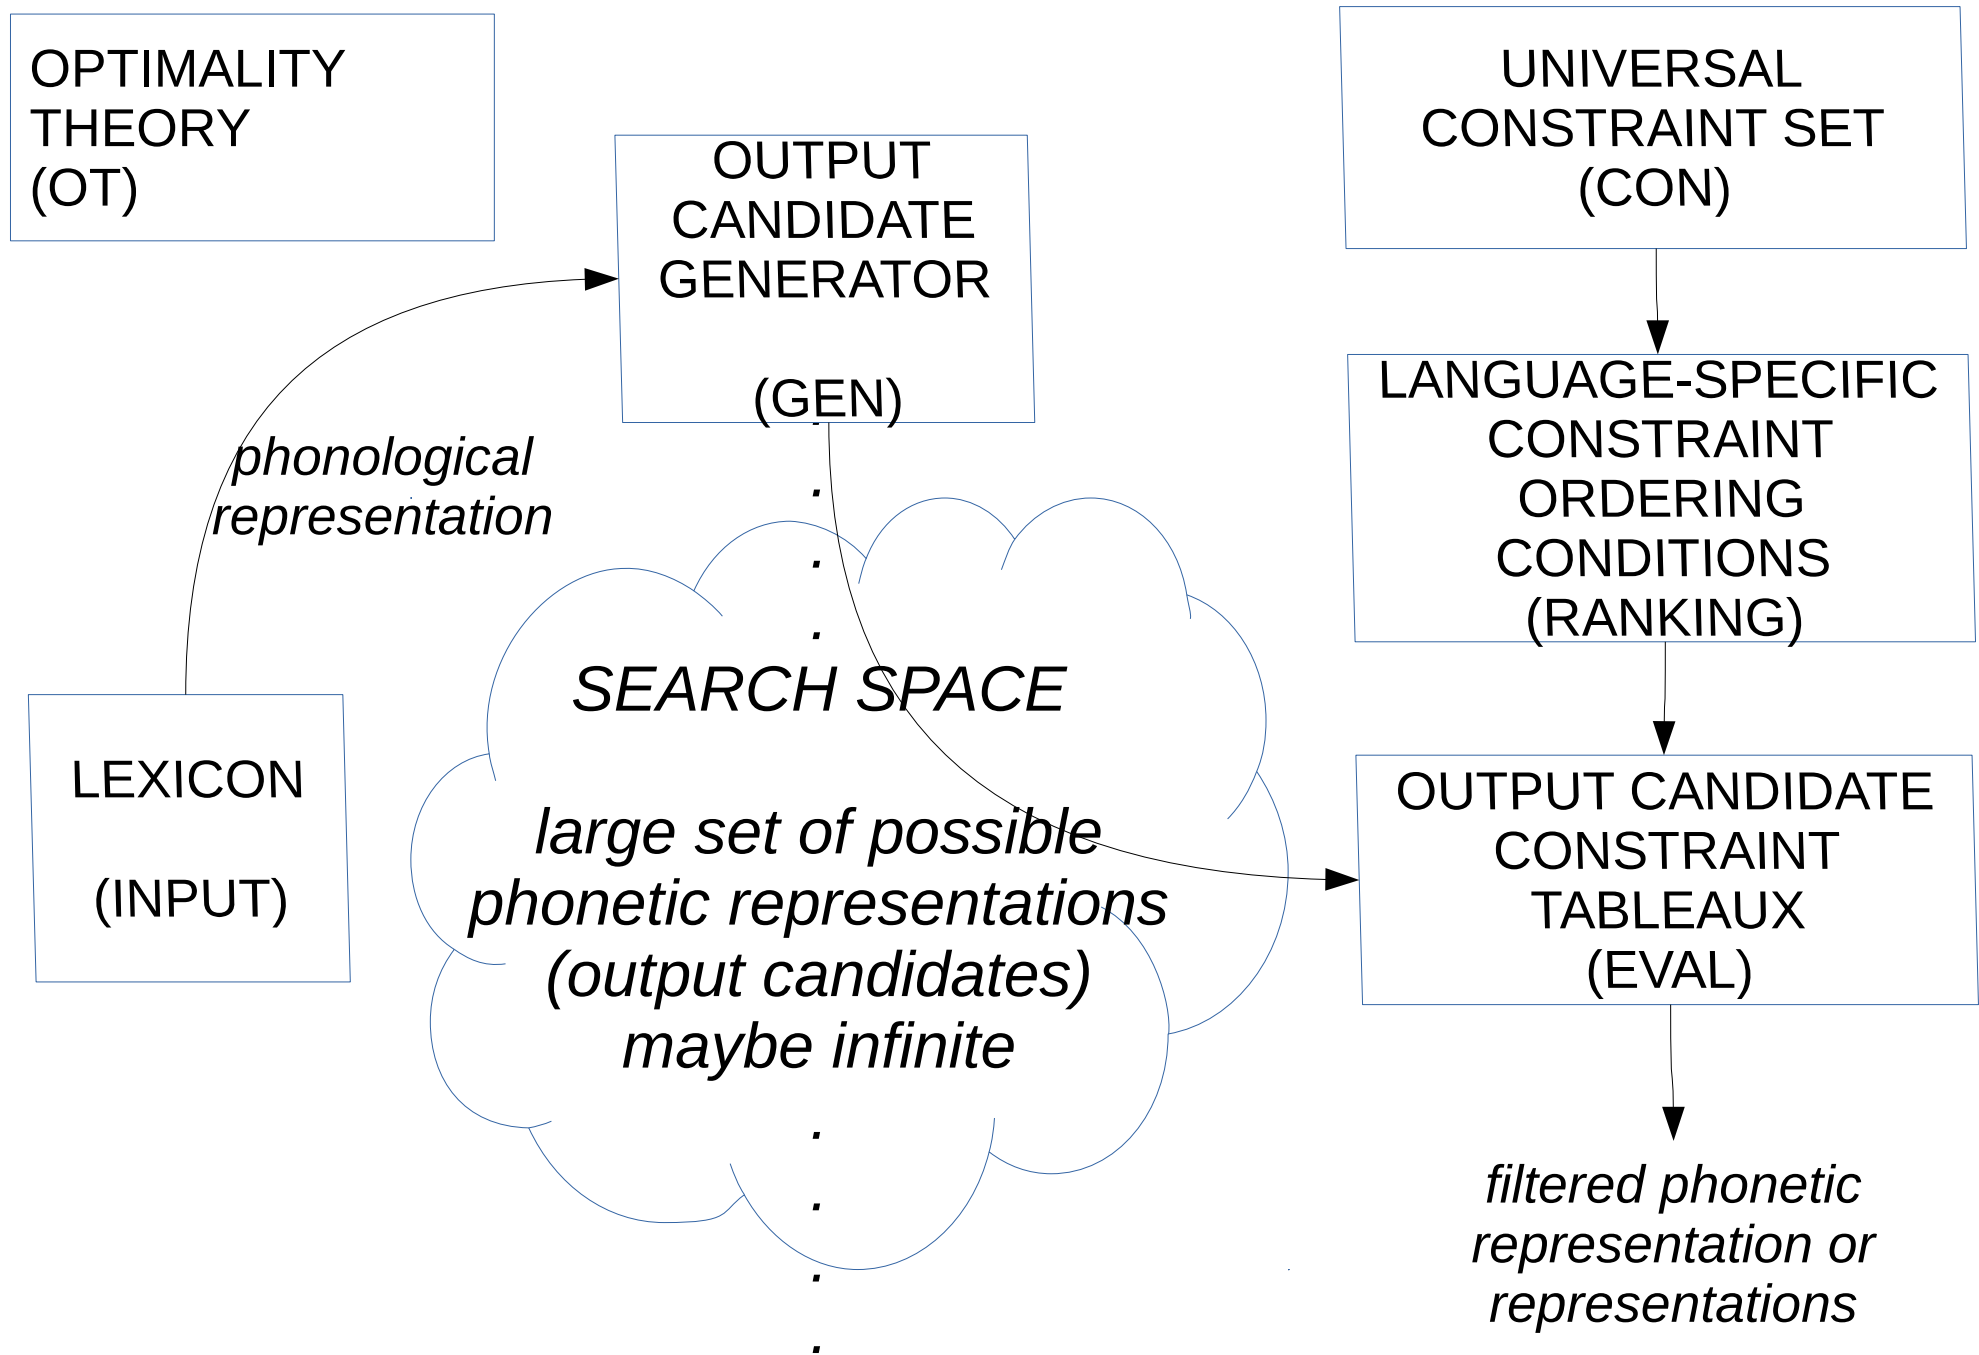 OPTIMALITY
THEORY
(OT)
OUTPUT
CANDIDATE
GENERATOR
(GEN)
phonological
representation
LEXICON
(INPUT)
.
.
.
.
SEARCH SPACE
large set of possible
phonetic representations
(output candidates)
maybe infinite
.
.
.
.
UNIVERSAL
CONSTRAINT SET
(CON)
LANGUAGE-SPECIFIC
CONSTRAINT
ORDERING
CONDITIONS
(RANKING)
OUTPUT CANDIDATE
CONSTRAINT
TABLEAUX
(EVAL)
filtered phonetic
representation or
representations